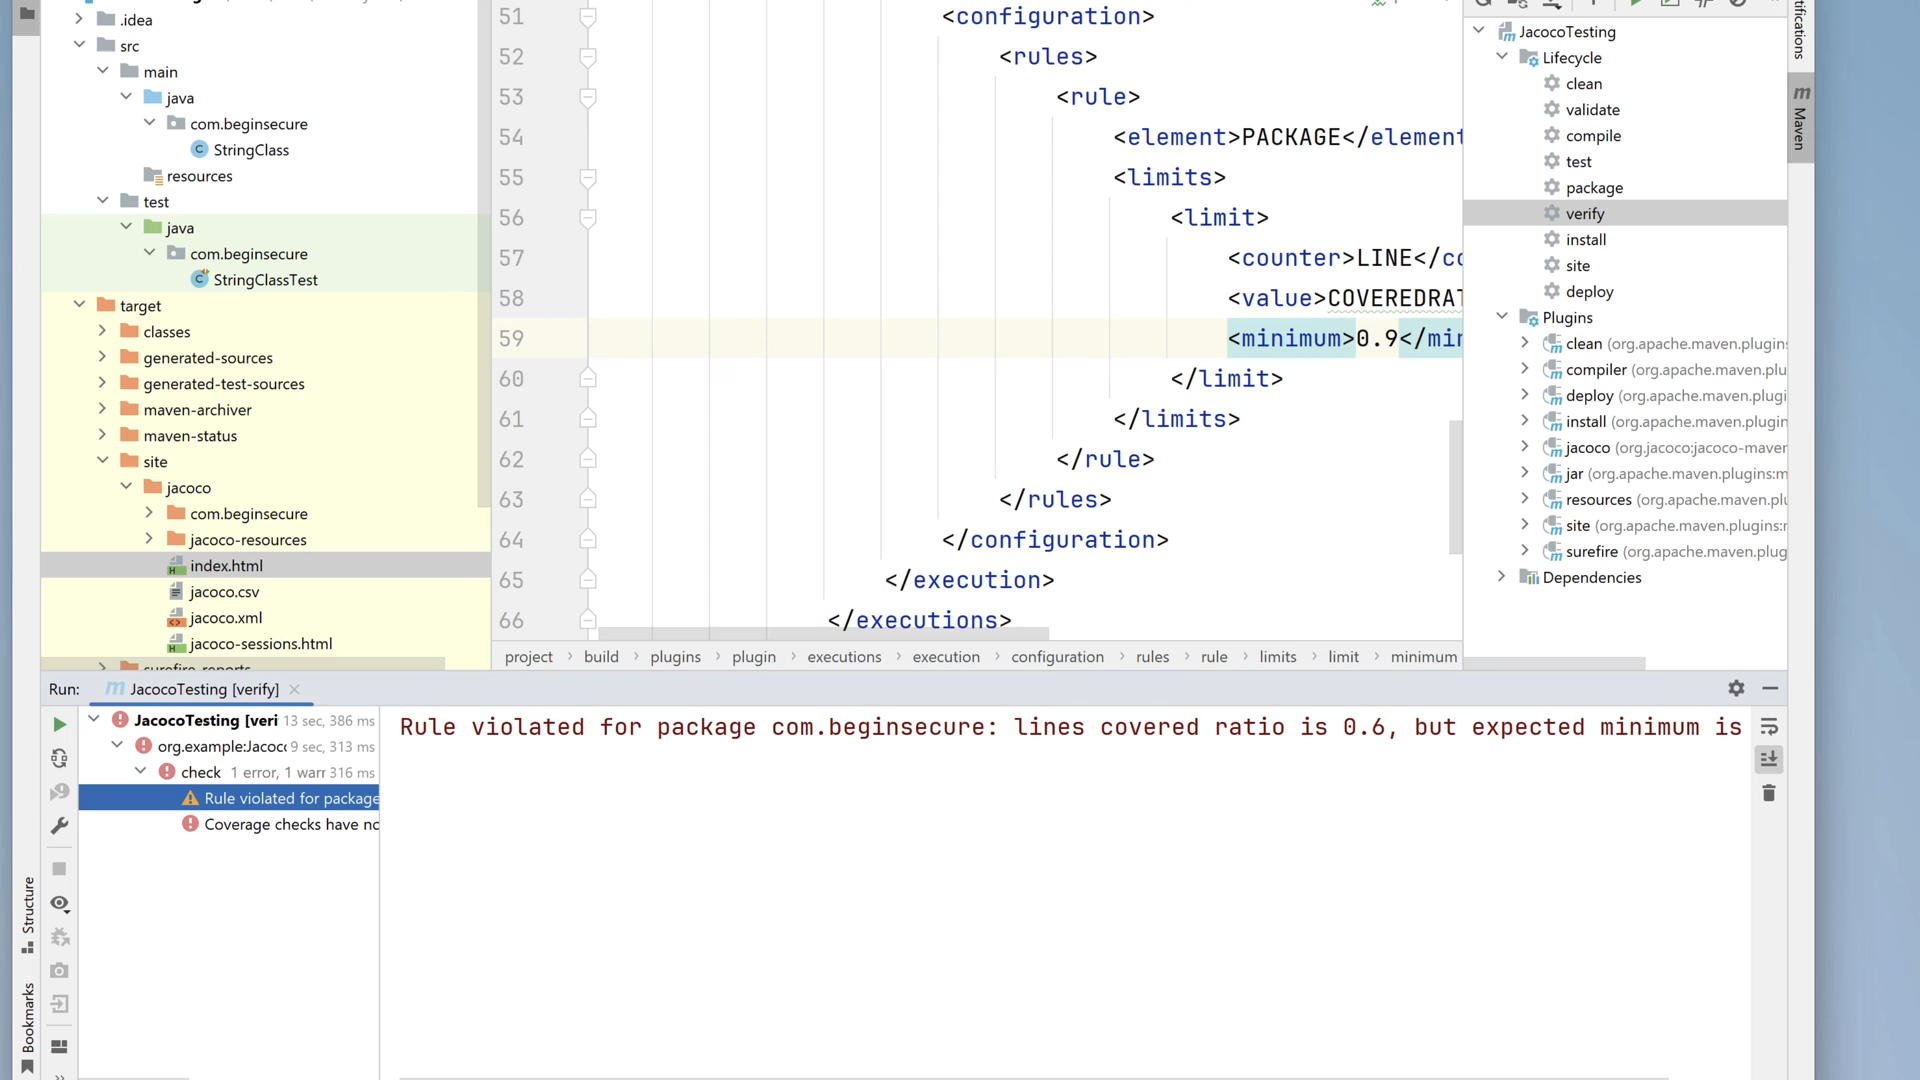 .idea
src
main
java
com.beginsecure
StringClass
resources
test
java
com.beginsecure
StringClassTest
target
classes
generated-sources
generated-test-sources
maven-archiver
maven-status
site
jacoco
com.beginsecure
jacoco-resources
index.html
jacoco.csv
jacoco.xml
jacoco-sessions.html
surefire-reports
51 <configuration>
52 <rules>
53 <rule>
54 <element>PACKAGE</element
55 <limits>
56 <limit>
57 <counter>LINE</co
58 <value>COVEREDRAT
59 <minimum>0.9</min
60 </limit>
61 </limits>
62 </rule>
63 </rules>
64 </configuration>
65 </execution>
66 </executions>
project build plugins plugin executions execution configuration rules rule limits limit minimum
JacocoTesting
Lifecycle
clean
validate
compile
test
package
verify
install
site
deploy
Plugins
clean (org.apache.maven.plugins
compiler (org.apache.maven.plu
deploy (org.apache.maven.plugi
install (org.apache.maven.plugin
jacoco (org.jacoco:jacoco-maven
jar (org.apache.maven.plugins:m
resources (org.apache.maven.plu
site (org.apache.maven.plugins:r
surefire (org.apache.maven.plug
Dependencies
tifications
m Maven
Run: m JacocoTesting [verify]
JacocoTesting [veri 13 sec, 386 ms
org.example:Jacoc 9 sec, 313 ms
check 1 error, 1 warr 316 ms
Rule violated for package
Coverage checks have no
Rule violated for package com.beginsecure: lines covered ratio is 0.6, but expected minimum is
Structure
Bookmarks